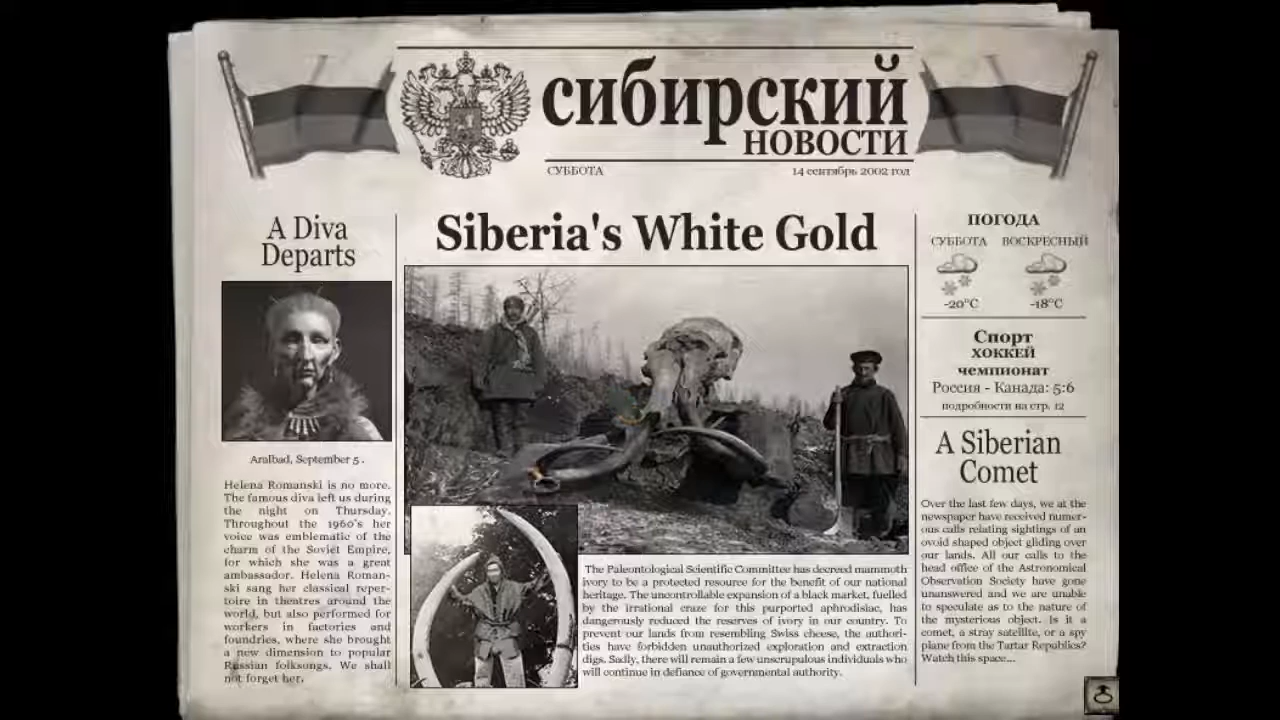 сибирский
НОВОСТИ
СУББОТА
14 сентябрь 2002 год
A Diva
Departs
Aralbad, September 5 .
Helena Romanski is no more.
The famous diva left us during
the night on Thursday.
Throughout the 1960's her
voice was emblematic of the
charm of the Soviet Empire,
for which she was a great
ambassador. Helena Roman-
ski sang her classical reper-
toire in theatres around the
world, but also performed for
workers in factories and
foundries, where she brought
a new dimension to popular
Russian folksongs. We shall
not forget her.
Siberia's White Gold
The Paleontological Scientific Committee has decreed mammoth
ivory to be a protected resource for the benefit of our national
heritage. The uncontrollable expansion of a black market, fuelled
by the irrational craze for this purported aphrodisiac, has
dangerously reduced the reserves of ivory in our country. To
prevent our lands from resembling Swiss cheese, the authori-
ties have forbidden unauthorized exploration and extraction
digs. Sadly, there will remain a few unscrupulous individuals who
will continue in defiance of governmental authority.
ПОГОДА
СУББОТА ВОСКРЕСНЫЙ
-20°C -18°C
Спорт
ХОККЕЙ
чемпионат
Россия - Канада: 5:6
подробности на стр. 12
A Siberian
Comet
Over the last few days, we at the
newspaper have received numer-
ous calls relating sightings of an
ovoid shaped object gliding over
our lands. All our calls to the
head office of the Astronomical
Observation Society have gone
unanswered and we are unable
to speculate as to the nature of
the mysterious object. Is it a
comet, a stray satellite, or a spy
plane from the Tartar Republics?
Watch this space...